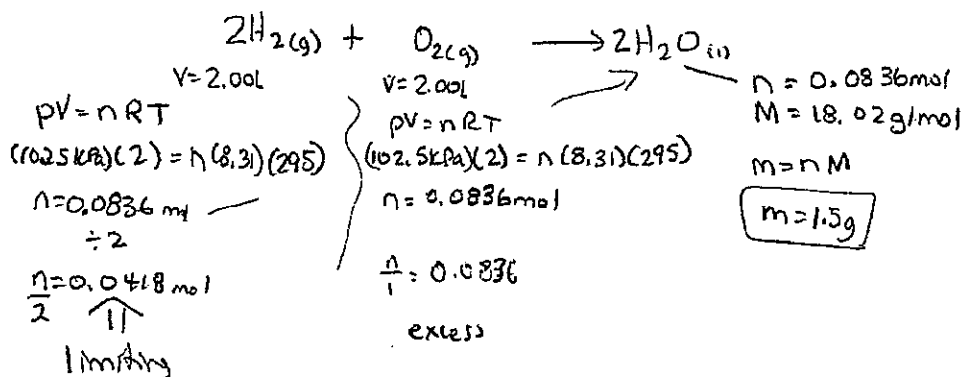 2H₂(g) + O₂(g) → 2H₂O(l)
V=2.00L
pV=nRT
(102.5kPa)(2)=n(8.31)(295)
n=0.0836 mol
÷2
n/2=0.0418 mol
limiting
V=2.00L
pV=nRT
(102.5kPa)(2)=n(8.31)(295)
n=0.0836mol
n/1=0.0836
excess
n=0.0836mol
M=18.02g/mol
m=nM
m=1.5g